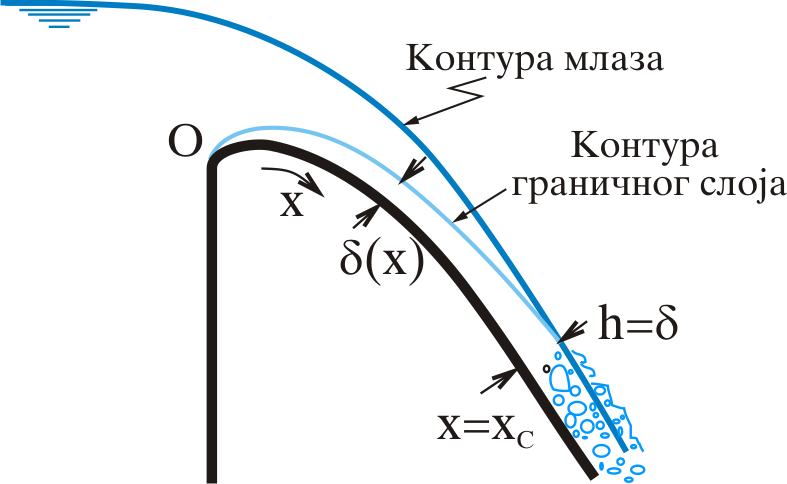 Контура млаза
O
Контура
граничног слоја
x
δ(x)
h=δ
x=x_C